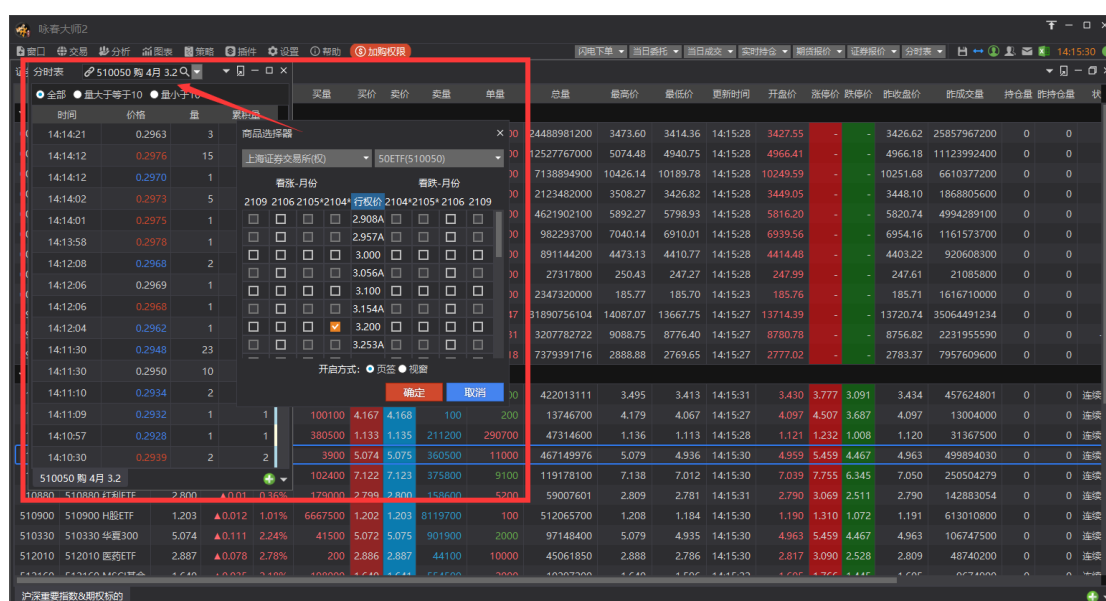 咏春大师2
窗口 交易 分析 图表 策略 插件 设置 帮助 加购权限 闪电下单 当日委托 当日成交 实时持仓 期货报价 证券报价 分时表 14:15:30
分时表 510050 购 4月 3.2
全部 量大于等于10 量小于10
买量 买价 卖价 卖量 单量 总量 最高价 最低价 更新时间 开盘价 涨停价 跌停价 昨收盘价 昨成交量 持仓量 昨持仓量 状
时间 价格 量 累积量
14:14:21 0.2963 3 商品选择器 00 24488981200 3473.60 3414.36 14:15:28 3427.55 - - 3426.62 25857967200 0 0
14:14:12 0.2976 15 上海证券交易所(权) 50ETF(510050) 00 12527767000 5074.48 4940.75 14:15:28 4966.41 - - 4966.18 11123992400 0 0
14:14:12 0.2970 1 看涨-月份 看跌-月份 00 7138894900 10426.14 10189.78 14:15:28 10249.59 - - 10251.68 6610377200 0 0
14:14:02 0.2973 5 2109 2106 2105* 2104* 行权价 2104* 2105* 2106 2109 00 2123482000 3508.27 3426.82 14:15:28 3449.05 - - 3448.10 1868805600 0 0
14:14:01 0.2975 1 2.908A 00 4621902100 5892.27 5798.93 14:15:28 5816.20 - - 5820.74 4994289100 0 0
14:13:58 0.2978 1 2.957A 00 982293700 7040.14 6910.01 14:15:28 6939.56 - - 6954.16 1161573700 0 0
14:12:08 0.2968 2 3.000 00 891144200 4473.13 4410.77 14:15:28 4414.48 - - 4403.22 920608300 0 0
14:12:06 0.2969 1 3.056A 00 27317800 250.43 247.27 14:15:28 247.99 - - 247.61 21085800 0 0
14:12:06 0.2968 1 3.100 00 2347320000 185.77 185.70 14:15:23 185.76 - - 185.71 1616710000 0 0
14:12:04 0.2962 1 3.154A 47 31890756104 14087.07 13667.75 14:15:27 13714.39 - - 13720.74 35064491234 0 0
14:11:30 0.2948 23 3.200 31 3207782722 9088.75 8776.40 14:15:27 8780.78 - - 8756.82 2231955590 0 0
14:11:30 0.2950 10 3.253A 18 7379391716 2888.88 2769.65 14:15:27 2777.02 - - 2783.37 7957609600 0 0
开启方式: 页签 视窗
14:11:10 0.2934 2 确定 取消 00 422013111 3.495 3.413 14:15:31 3.430 3.777 3.091 3.434 457624801 0 0 连续
14:11:09 0.2932 1 1 100100 4.167 4.168 100 200 13746700 4.179 4.067 14:15:27 4.097 4.507 3.687 4.097 13004000 0 0 连续
14:10:57 0.2928 1 1 380500 1.133 1.135 211200 290700 47314600 1.136 1.113 14:15:28 1.121 1.232 1.008 1.120 31367500 0 0 连续
14:10:30 0.2939 2 2 3900 5.074 5.075 360500 11000 467149976 5.079 4.936 14:15:30 4.959 5.459 4.467 4.963 499894030 0 0 连续
510050 购 4月 3.2 102400 7.122 7.123 375800 9100 119178100 7.138 7.012 14:15:30 7.039 7.755 6.345 7.050 250504279 0 0 连续
510880 510880 红利ETF 2.800 ▲0.01 0.36% 179000 2.799 2.800 158600 5200 59007601 2.809 2.781 14:15:31 2.790 3.069 2.511 2.790 142883054 0 0 连续
510900 510900 H股ETF 1.203 ▲0.012 1.01% 6667500 1.202 1.203 8119700 100 512065700 1.208 1.184 14:15:30 1.190 1.310 1.072 1.191 613010800 0 0 连续
510330 510330 华夏300 5.074 ▲0.111 2.24% 41500 5.072 5.075 901900 2000 97148400 5.079 4.935 14:15:30 4.963 5.459 4.467 4.963 106747500 0 0 连续
512010 512010 医药ETF 2.887 ▲0.078 2.78% 200 2.886 2.887 44100 10000 45061850 2.888 2.786 14:15:30 2.817 3.090 2.528 2.809 48740200 0 0 连续
沪深重要指数&期权标的